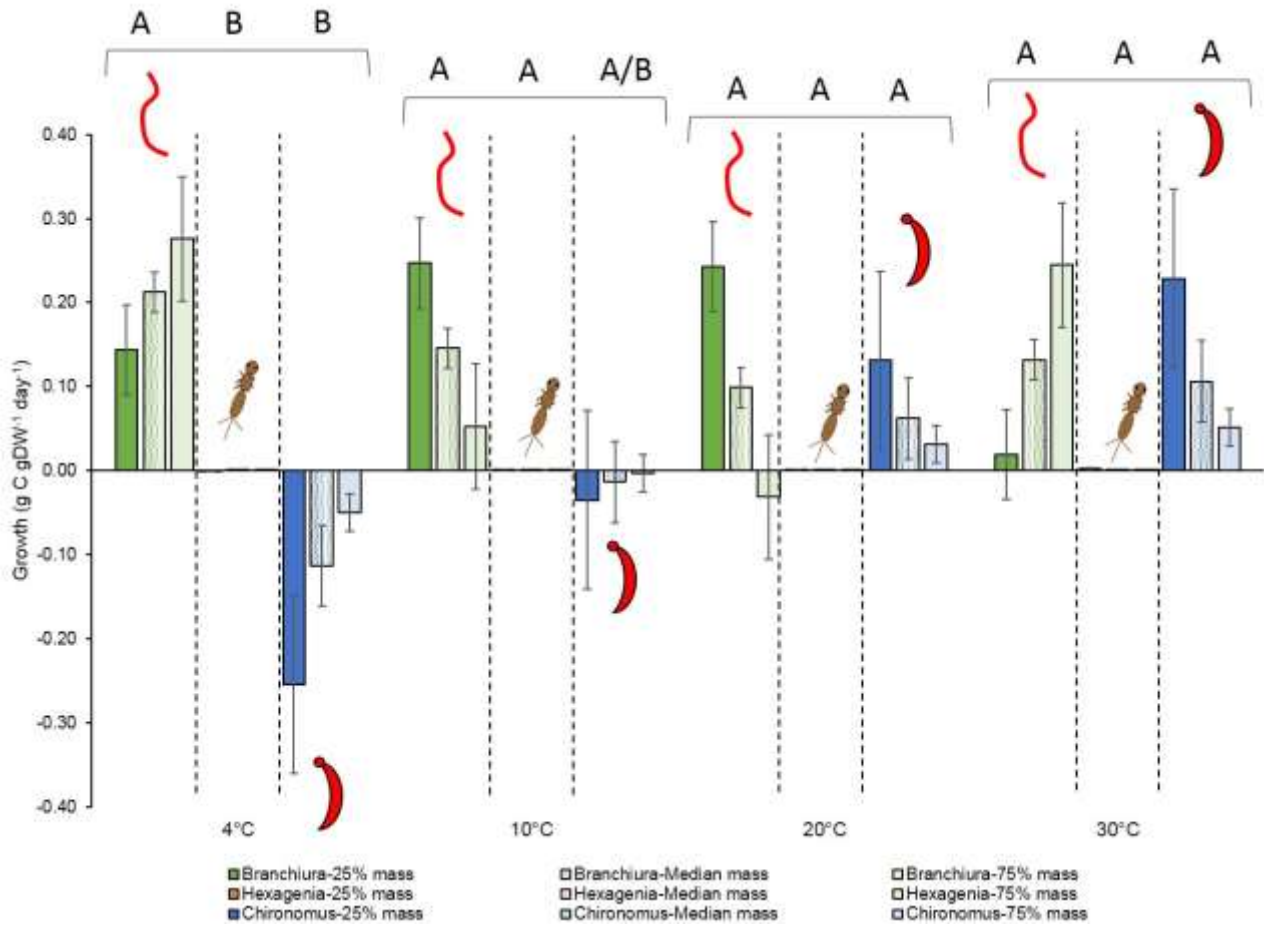 A B B
A A A/B
A A A
A A A
Growth (g C gDW⁻¹ day⁻¹)
0.40
0.30
0.20
0.10
0.00
-0.10
-0.20
-0.30
-0.40
4°C 10°C 20°C 30°C
Branchiura-25% mass Branchiura-Median mass Branchiura-75% mass
Hexagenia-25% mass Hexagenia-Median mass Hexagenia-75% mass
Chironomus-25% mass Chironomus-Median mass Chironomus-75% mass